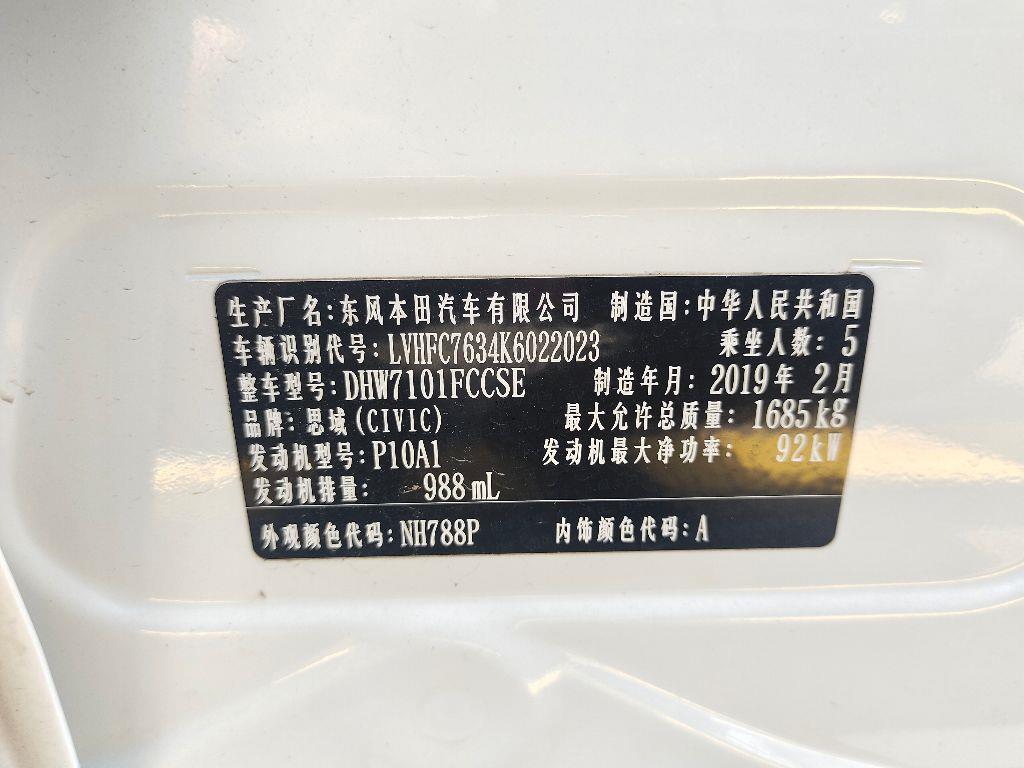 生产厂名:东风本田汽车有限公司 制造国:中华人民共和国
车辆识别代号:LVHFC7634K6022023 乘坐人数: 5
整车型号:DHW7101FCCSE 制造年月: 2019年 2月
品牌: 思域(CIVIC) 最大允许总质量: 1685kg
发动机型号:P10A1 发动机最大净功率: 92kW
发动机排量: 988mL
外观颜色代码:NH788P 内饰颜色代码:A